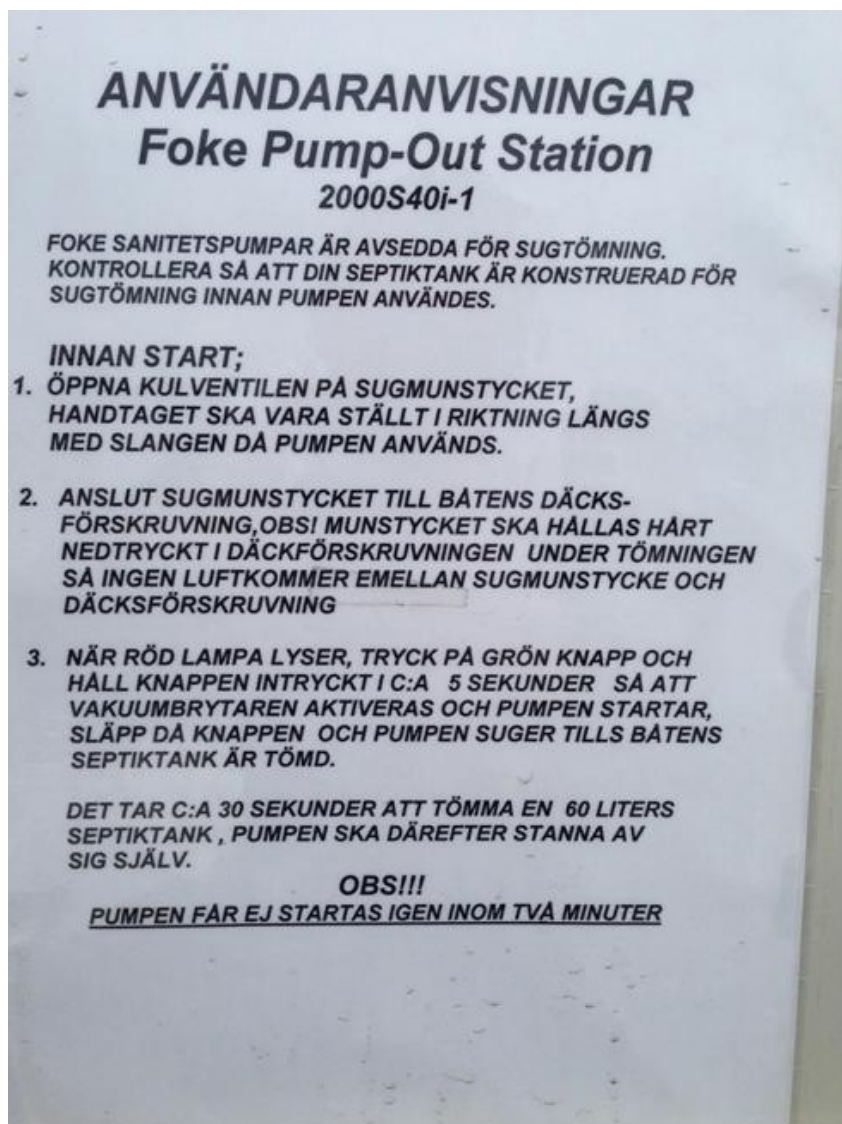 ANVÄNDARANVISNINGAR
Foke Pump-Out Station
2000S40i-1
FOKE SANITETSPUMPAR ÄR AVSEDDA FÖR SUGTÖMNING.
KONTROLLERA SÅ ATT DIN SEPTIKTANK ÄR KONSTRUERAD FÖR
SUGTÖMNING INNAN PUMPEN ANVÄNDES.
INNAN START;
1. ÖPPNA KULVENTILEN PÅ SUGMUNSTYCKET,
HANDTAGET SKA VARA STÄLLT I RIKTNING LÄNGS
MED SLANGEN DÅ PUMPEN ANVÄNDS.
2. ANSLUT SUGMUNSTYCKET TILL BÅTENS DÄCKS-
FÖRSKRUVNING,OBS! MUNSTYCKET SKA HÅLLAS HÅRT
NEDTRYCKT I DÄCKFÖRSKRUVNINGEN UNDER TÖMNINGEN
SÅ INGEN LUFTKOMMER EMELLAN SUGMUNSTYCKE OCH
DÄCKSFÖRSKRUVNING
3. NÄR RÖD LAMPA LYSER, TRYCK PÅ GRÖN KNAPP OCH
HÅLL KNAPPEN INTRYCKT I C:A 5 SEKUNDER SÅ ATT
VAKUUMBRYTAREN AKTIVERAS OCH PUMPEN STARTAR,
SLÄPP DÅ KNAPPEN OCH PUMPEN SUGER TILLS BÅTENS
SEPTIKTANK ÄR TÖMD.
DET TAR C:A 30 SEKUNDER ATT TÖMMA EN 60 LITERS
SEPTIKTANK , PUMPEN SKA DÄREFTER STANNA AV
SIG SJÄLV.
OBS!!!
PUMPEN FÅR EJ STARTAS IGEN INOM TVÅ MINUTER